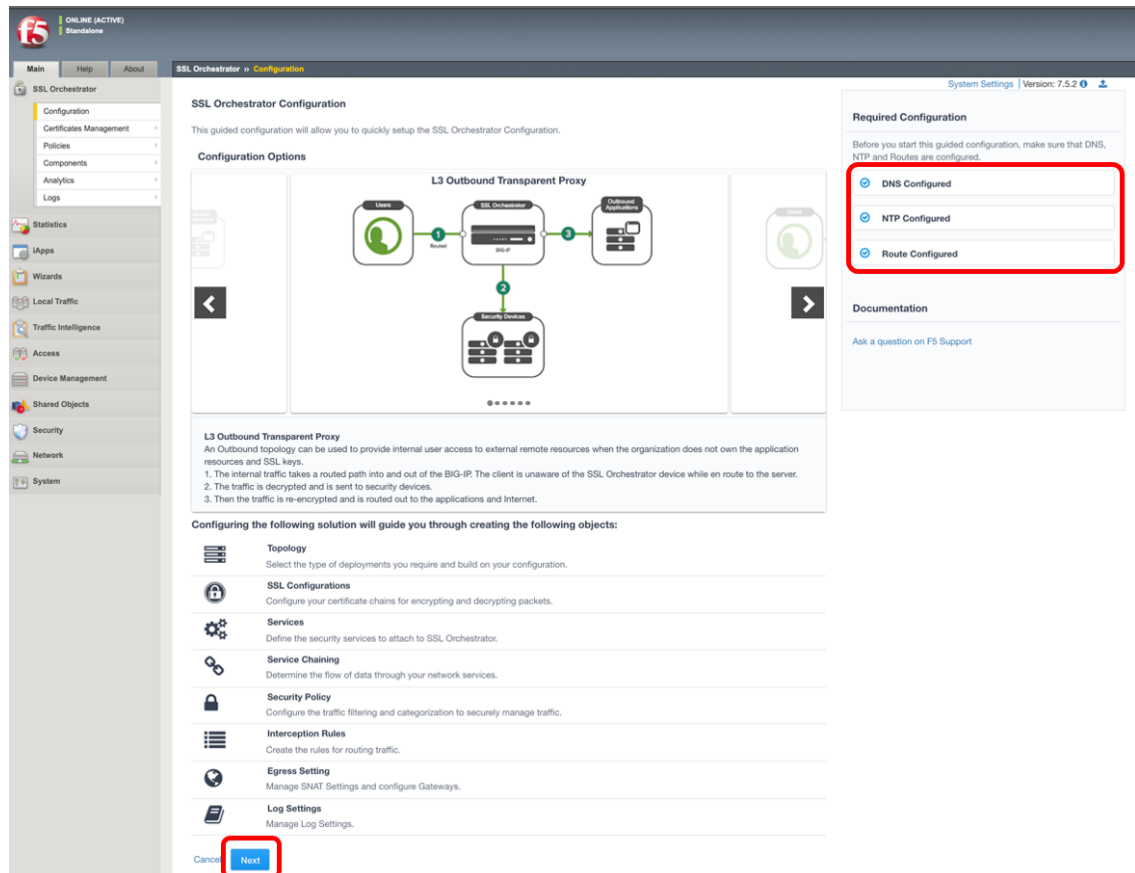 f5
ONLINE (ACTIVE)
Standalone
Main Help About
SSL Orchestrator » Configuration
SSL Orchestrator
Configuration
Certificates Management
Policies
Components
Analytics
Logs
Statistics
iApps
Wizards
Local Traffic
Traffic Intelligence
Access
Device Management
Shared Objects
Security
Network
System
System Settings | Version: 7.5.2
SSL Orchestrator Configuration
This guided configuration will allow you to quickly setup the SSL Orchestrator Configuration.
Configuration Options
L3 Outbound Transparent Proxy
Users
SSL Orchestrator
Outbound
Applications
Users
1
3
Routed
BIG-IP
2
Security Devices
L3 Outbound Transparent Proxy
An Outbound topology can be used to provide internal user access to external remote resources when the organization does not own the application
resources and SSL keys.
1. The internal traffic takes a routed path into and out of the BIG-IP. The client is unaware of the SSL Orchestrator device while en route to the server.
2. The traffic is decrypted and is sent to security devices.
3. Then the traffic is re-encrypted and is routed out to the applications and Internet.
Configuring the following solution will guide you through creating the following objects:
Topology
Select the type of deployments you require and build on your configuration.
SSL Configurations
Configure your certificate chains for encrypting and decrypting packets.
Services
Define the security services to attach to SSL Orchestrator.
Service Chaining
Determine the flow of data through your network services.
Security Policy
Configure the traffic filtering and categorization to securely manage traffic.
Interception Rules
Create the rules for routing traffic.
Egress Setting
Manage SNAT Settings and configure Gateways.
Log Settings
Manage Log Settings.
Cancel Next
Required Configuration
Before you start this guided configuration, make sure that DNS,
NTP and Routes are configured.
DNS Configured
NTP Configured
Route Configured
Documentation
Ask a question on F5 Support